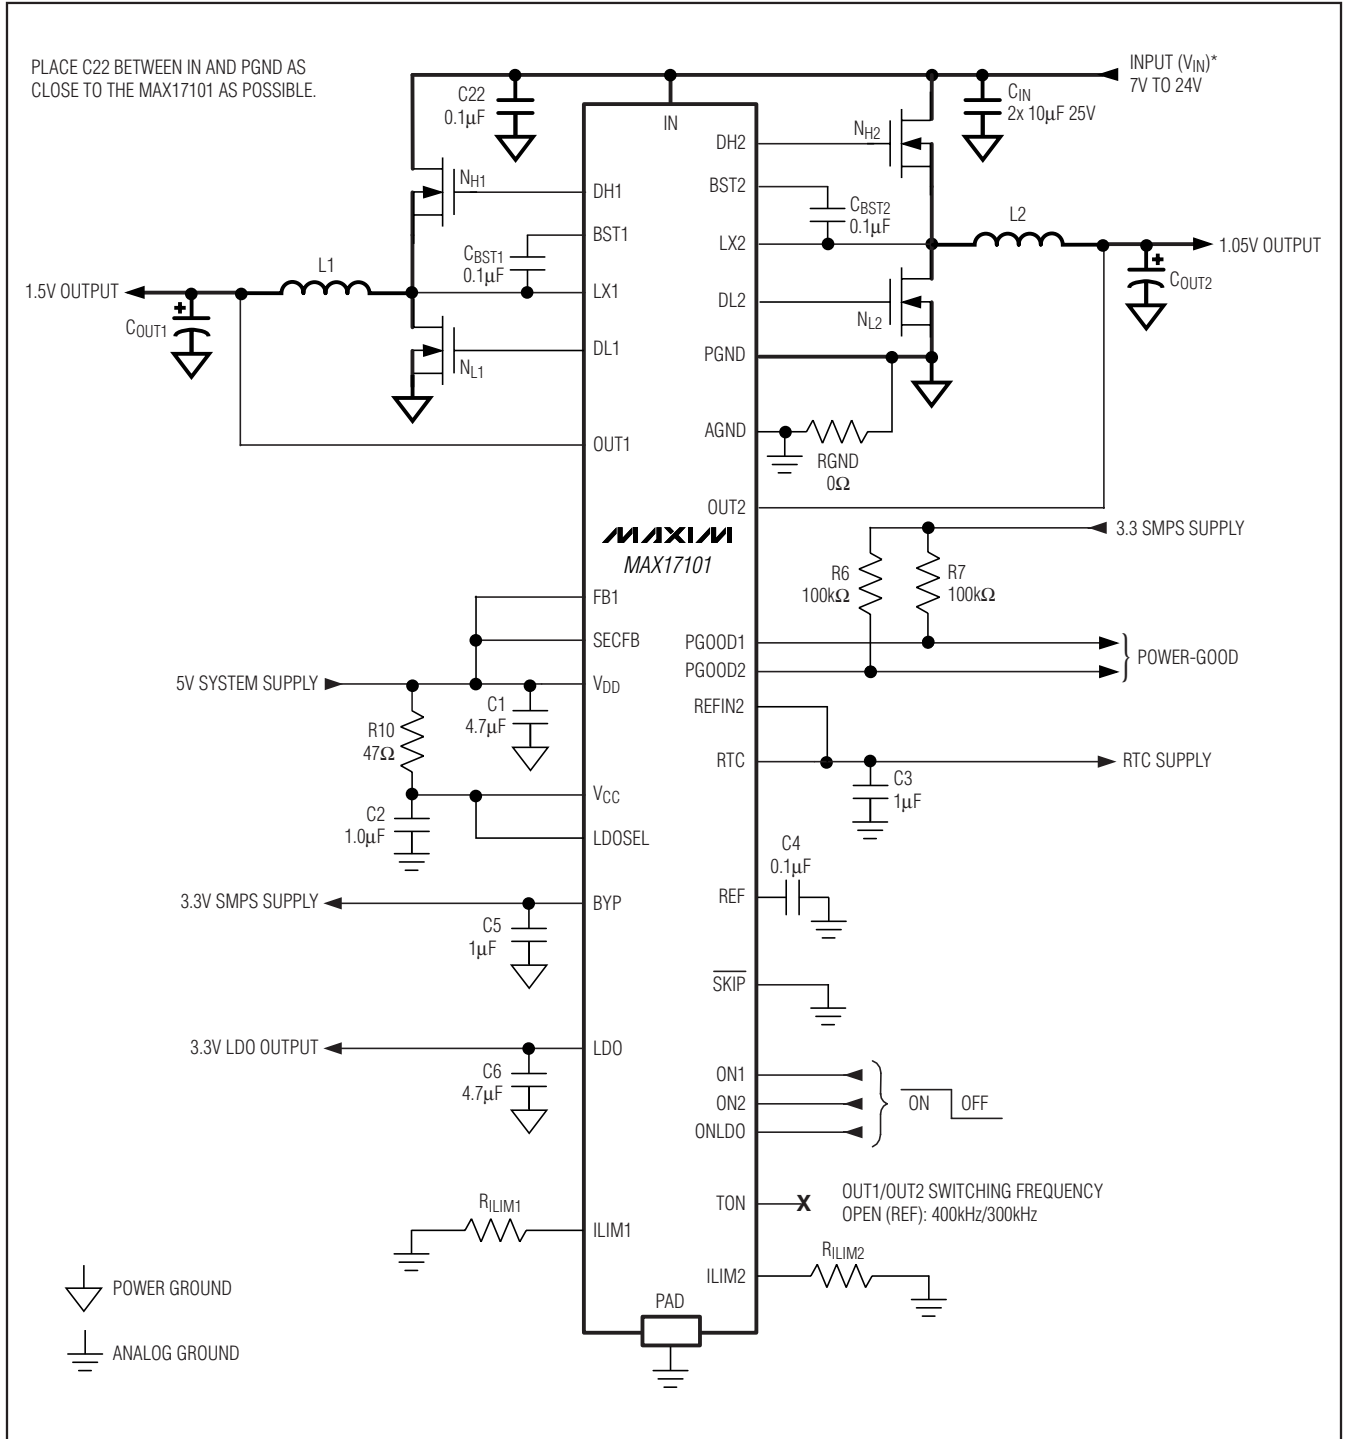 PLACE C22 BETWEEN IN AND PGND AS
CLOSE TO THE MAX17101 AS POSSIBLE.
INPUT (VIN)*
7V TO 24V
C22
0.1µF
CIN
2x 10µF 25V
IN
NH2
DH2
NH1
DH1
BST2
CBST2
0.1µF
BST1
CBST1
0.1µF
L1
L2
LX2
1.05V OUTPUT
1.5V OUTPUT
LX1
COUT1
COUT2
DL2
NL2
DL1
NL1
PGND
AGND
RGND
0Ω
OUT1
OUT2
MAXIM
MAX17101
3.3 SMPS SUPPLY
R6
100kΩ
R7
100kΩ
FB1
SECFB
PGOOD1
PGOOD2
POWER-GOOD
5V SYSTEM SUPPLY
VDD
C1
4.7µF
REFIN2
R10
47Ω
RTC
RTC SUPPLY
C3
1µF
VCC
C2
1.0µF
LDOSEL
C4
0.1µF
REF
3.3V SMPS SUPPLY
BYP
C5
1µF
SKIP
3.3V LDO OUTPUT
LDO
C6
4.7µF
ON1
ON2
ONLDO
ON
OFF
TON
X
OUT1/OUT2 SWITCHING FREQUENCY
OPEN (REF): 400kHz/300kHz
RILIM1
ILIM1
RILIM2
ILIM2
PAD
POWER GROUND
ANALOG GROUND